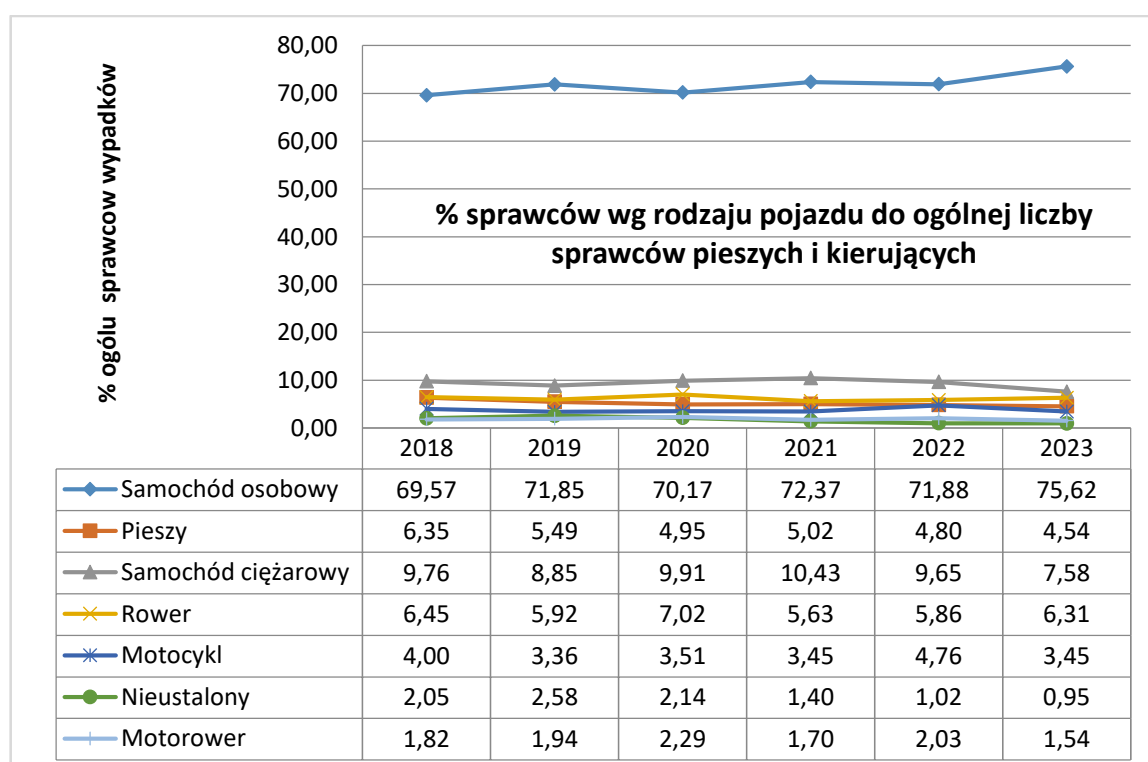 % ogólu sprawcow wypadków
80,00
70,00
60,00
50,00
40,00
30,00
20,00
10,00
0,00
% sprawców wg rodzaju pojazdu do ogólnej liczby
sprawców pieszych i kierujących
2018 2019 2020 2021 2022 2023
Samochód osobowy 69,57 71,85 70,17 72,37 71,88 75,62
Pieszy 6,35 5,49 4,95 5,02 4,80 4,54
Samochód ciężarowy 9,76 8,85 9,91 10,43 9,65 7,58
Rower 6,45 5,92 7,02 5,63 5,86 6,31
Motocykl 4,00 3,36 3,51 3,45 4,76 3,45
Nieustalony 2,05 2,58 2,14 1,40 1,02 0,95
Motorower 1,82 1,94 2,29 1,70 2,03 1,54